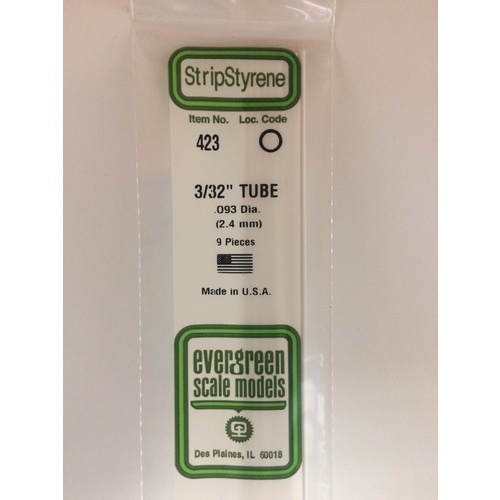 StripStyrene
Item No. Loc. Code
423
3/32" TUBE
.093 Dia.
(2.4 mm)
9 Pieces
Made in U.S.A.
evergreen
scale models
Des Plaines, IL 60018